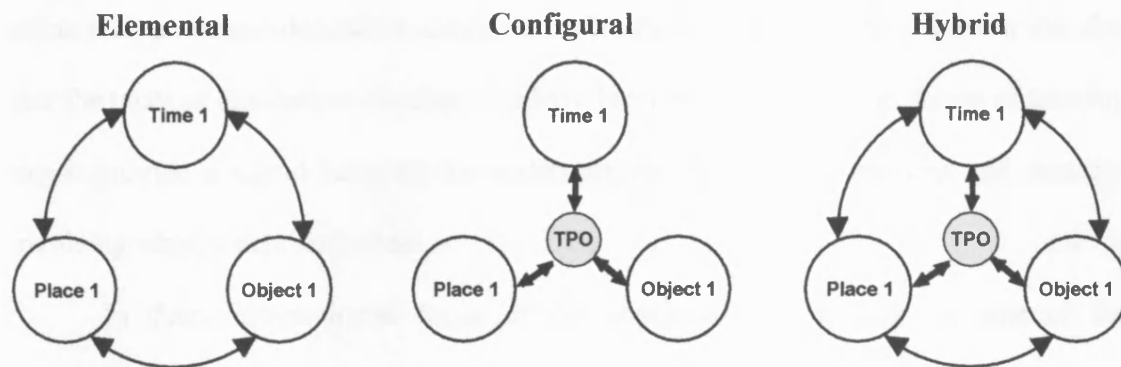 Elemental Configural Hybrid
Time 1 Time 1 Time 1
TPO TPO
Place 1 Object 1 Place 1 Object 1 Place 1 Object 1